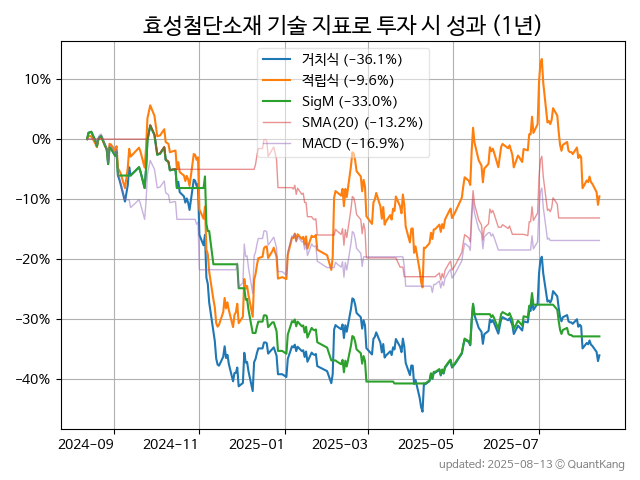 효성첨단소재 기술 지표로 투자 시 성과 (1년)
거치식 (−36.1%)
적립식 (−9.6%)
SigM (−33.0%)
SMA(20) (−13.2%)
MACD (−16.9%)
10%
0%
−10%
−20%
−30%
−40%
2024-09 2024-11 2025-01 2025-03 2025-05 2025-07
updated: 2025-08-13 © QuantKang